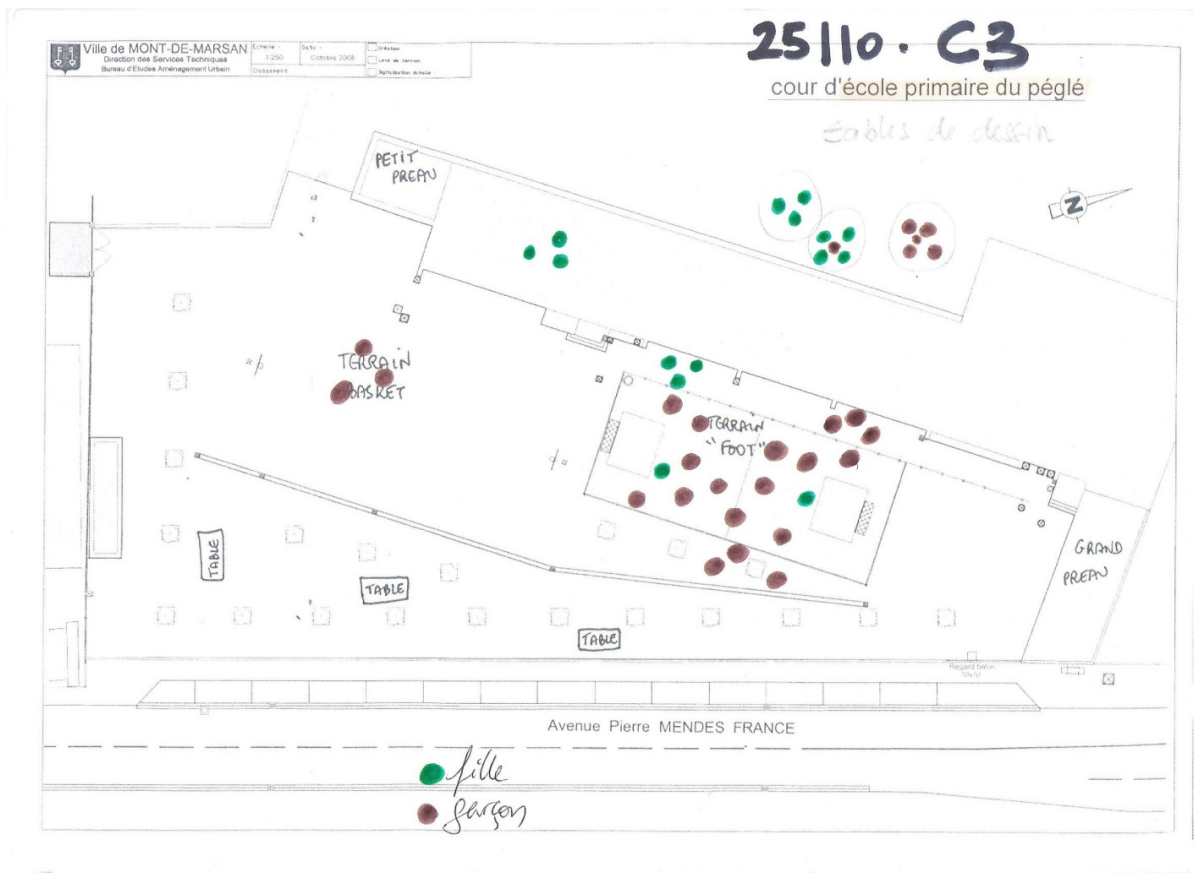 Ville de MONT-DE-MARSAN
Direction des Services Techniques
Bureau d'Etudes Aménagement Urbain
Echelle -
1:250
Date -
Octobre 2008
Classement
25/10. C3
cour d'école primaire du péglé
tables de dessin
PETIT
PREAU
N
TERRAIN
BASKET
TERRAIN
"FOOT"
TABLE
TABLE
TABLE
GRAND
PREAU
Regard béton
Avenue Pierre MENDES FRANCE
fille
garçon